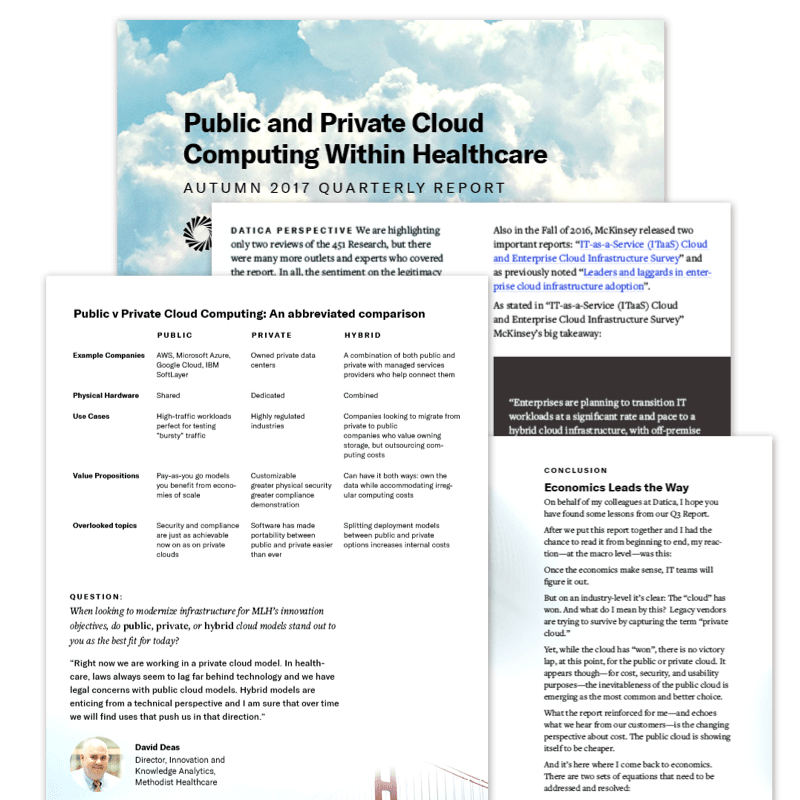 Public and Private Cloud
Computing Within Healthcare
AUTUMN 2017 QUARTERLY REPORT
DATICA PERSPECTIVE We are highlighting
only two reviews of the 451 Research, but there
were many more outlets and experts who covered
the report. In all, the sentiment on the legitimacy
Also in the Fall of 2016, McKinsey released two
important reports: “IT-as-a-Service (ITaaS) Cloud
and Enterprise Cloud Infrastructure Survey” and
as previously noted “Leaders and laggards in enter-
prise cloud infrastructure adoption”.
As stated in “IT-as-a-Service (ITaaS) Cloud
and Enterprise Cloud Infrastructure Survey”
McKinsey’s big takeaway:
“Enterprises are planning to transition IT
workloads at a significant rate and pace to a
hybrid cloud infrastructure, with off-premise
Public v Private Cloud Computing: An abbreviated comparison
PUBLIC PRIVATE HYBRID
Example Companies
AWS, Microsoft Azure,
Google Cloud, IBM
SoftLayer
Owned private data
centers
A combination of both public and
private with managed services
providers who help connect them
Physical Hardware
Shared
Dedicated
Combined
Use Cases
High-traffic workloads
perfect for testing
“bursty” traffic
Highly regulated
industries
Companies looking to migrate from
private to public
companies who value owning
storage, but outsourcing com-
puting costs
Value Propositions
Pay-as-you go models
you benefit from econo-
mies of scale
Customizable
greater physical security
greater compliance
demonstration
Can have it both ways: own the
data while accommodating irreg-
ular computing costs
Overlooked topics
Security and compliance
are just as achievable
now on as on private
clouds
Software has made
portability between
public and private easier
than ever
Splitting deployment models
between public and private
options increases internal costs
QUESTION:
When looking to modernize infrastructure for MLH’s innovation
objectives, do public, private, or hybrid cloud models stand out to
you as the best fit for today?
“Right now we are working in a private cloud model. In health-
care, laws always seem to lag far behind technology and we have
legal concerns with public cloud models. Hybrid models are
enticing from a technical perspective and I am sure that over time
we will find uses that push us in that direction.”
David Deas
Director, Innovation and
Knowledge Analytics,
Methodist Healthcare
CONCLUSION
Economics Leads the Way
On behalf of my colleagues at Datica, I hope you
have found some lessons from our Q3 Report.
After we put this report together and I had the
chance to read it from beginning to end, my reac-
tion—at the macro level—was this:
Once the economics make sense, IT teams will
figure it out.
But on an industry-level it’s clear: The “cloud” has
won. And what do I mean by this? Legacy vendors
are trying to survive by capturing the term “private
cloud.”
Yet, while the cloud has “won”, there is no victory
lap, at this point, for the public or private cloud. It
appears though—for cost, security, and usability
purposes—the inevitableness of the public cloud is
emerging as the most common and better choice.
What the report reinforced for me—and echoes
what we hear from our customers—is the changing
perspective about cost. The public cloud is showing
itself to be cheaper.
And it’s here where I come back to economics.
There are two sets of equations that need to be
addressed and resolved: